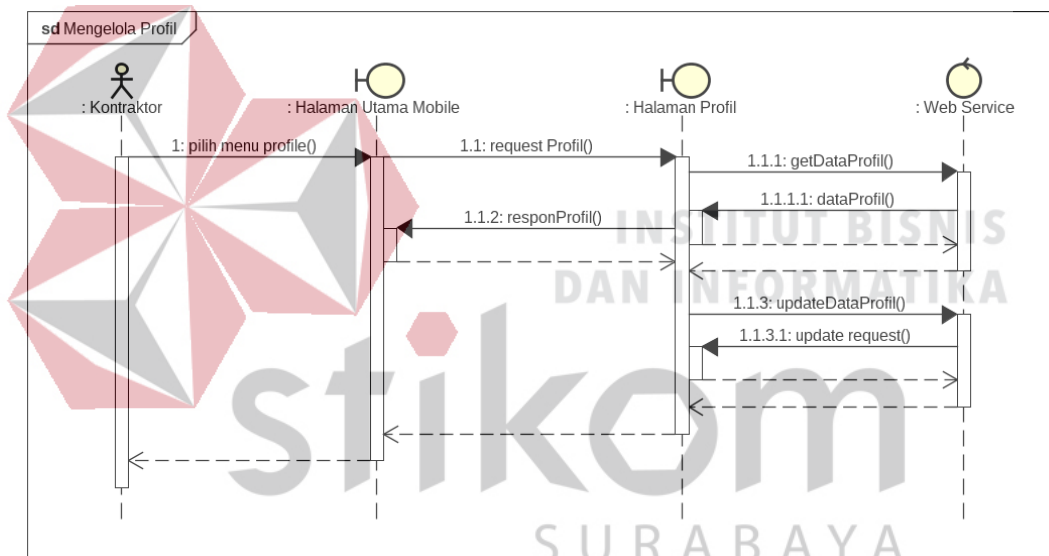 sd Mengelola Profil
: Kontraktor
: Halaman Utama Mobile
: Halaman Profil
: Web Service
1: pilih menu profile()
1.1: request Profil()
1.1.1: getDataProfil()
1.1.1.1: dataProfil()
1.1.2: responProfil()
INSTITUT BISNIS
DAN INFORMATIKA
1.1.3: updateDataProfil()
1.1.3.1: update request()
stikom
SURABAYA